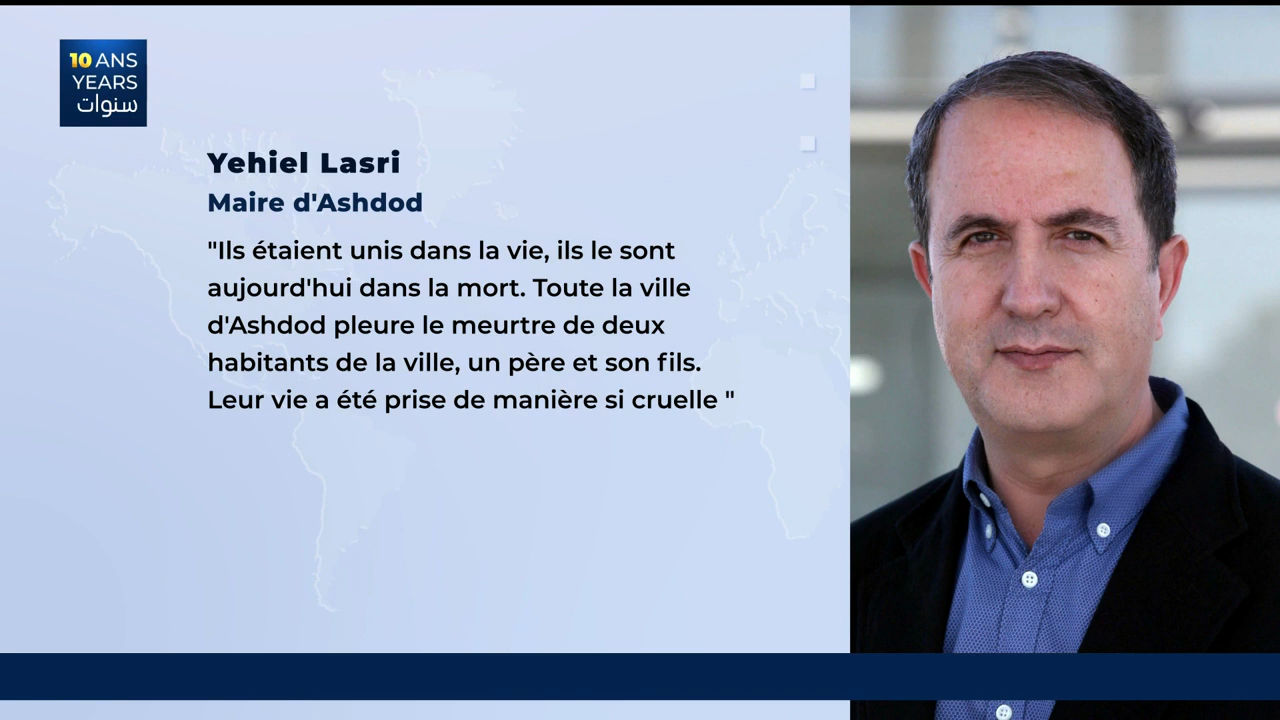 10 ANS
YEARS
سنوات
Yehiel Lasri
Maire d'Ashdod
"Ils étaient unis dans la vie, ils le sont
aujourd'hui dans la mort. Toute la ville
d'Ashdod pleure le meurtre de deux
habitants de la ville, un père et son fils.
Leur vie a été prise de manière si cruelle "